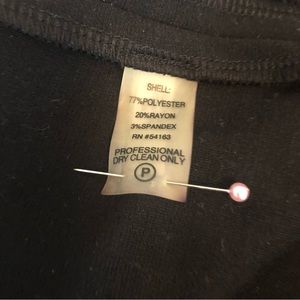 SHELL:
77%POLYESTER
20%RAYON
3%SPANDEX
RN #54163
PROFESSIONAL
DRY CLEAN ONLY
P